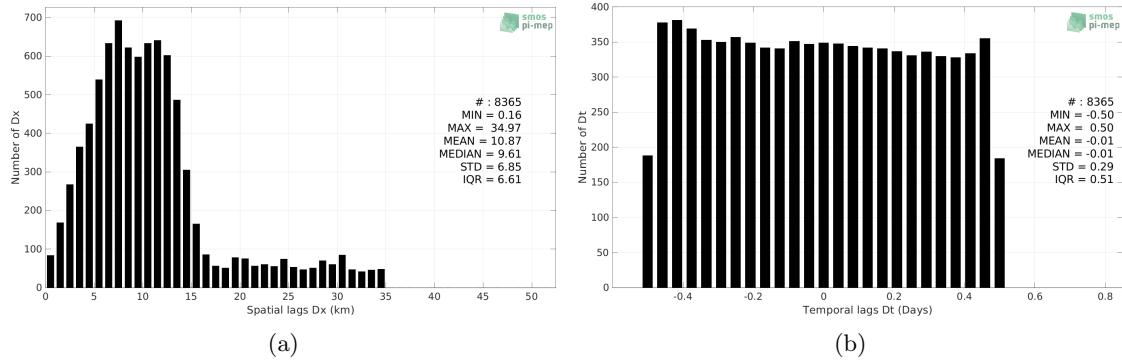 smos
pi-mep
Number of Dx
700
600
500
400
300
200
100
0
# : 8365
MIN = 0.16
MAX = 34.97
MEAN = 10.87
MEDIAN = 9.61
STD = 6.85
IQR = 6.61
0 5 10 15 20 25 30 35 40 45 50
Spatial lags Dx (km)
(a)
smos
pi-mep
Number of Dt
400
350
300
250
200
150
100
50
0
# : 8365
MIN = -0.50
MAX = 0.50
MEAN = -0.01
MEDIAN = -0.01
STD = 0.29
IQR = 0.51
-0.4 -0.2 0 0.2 0.4 0.6 0.8
Temporal lags Dt (Days)
(b)